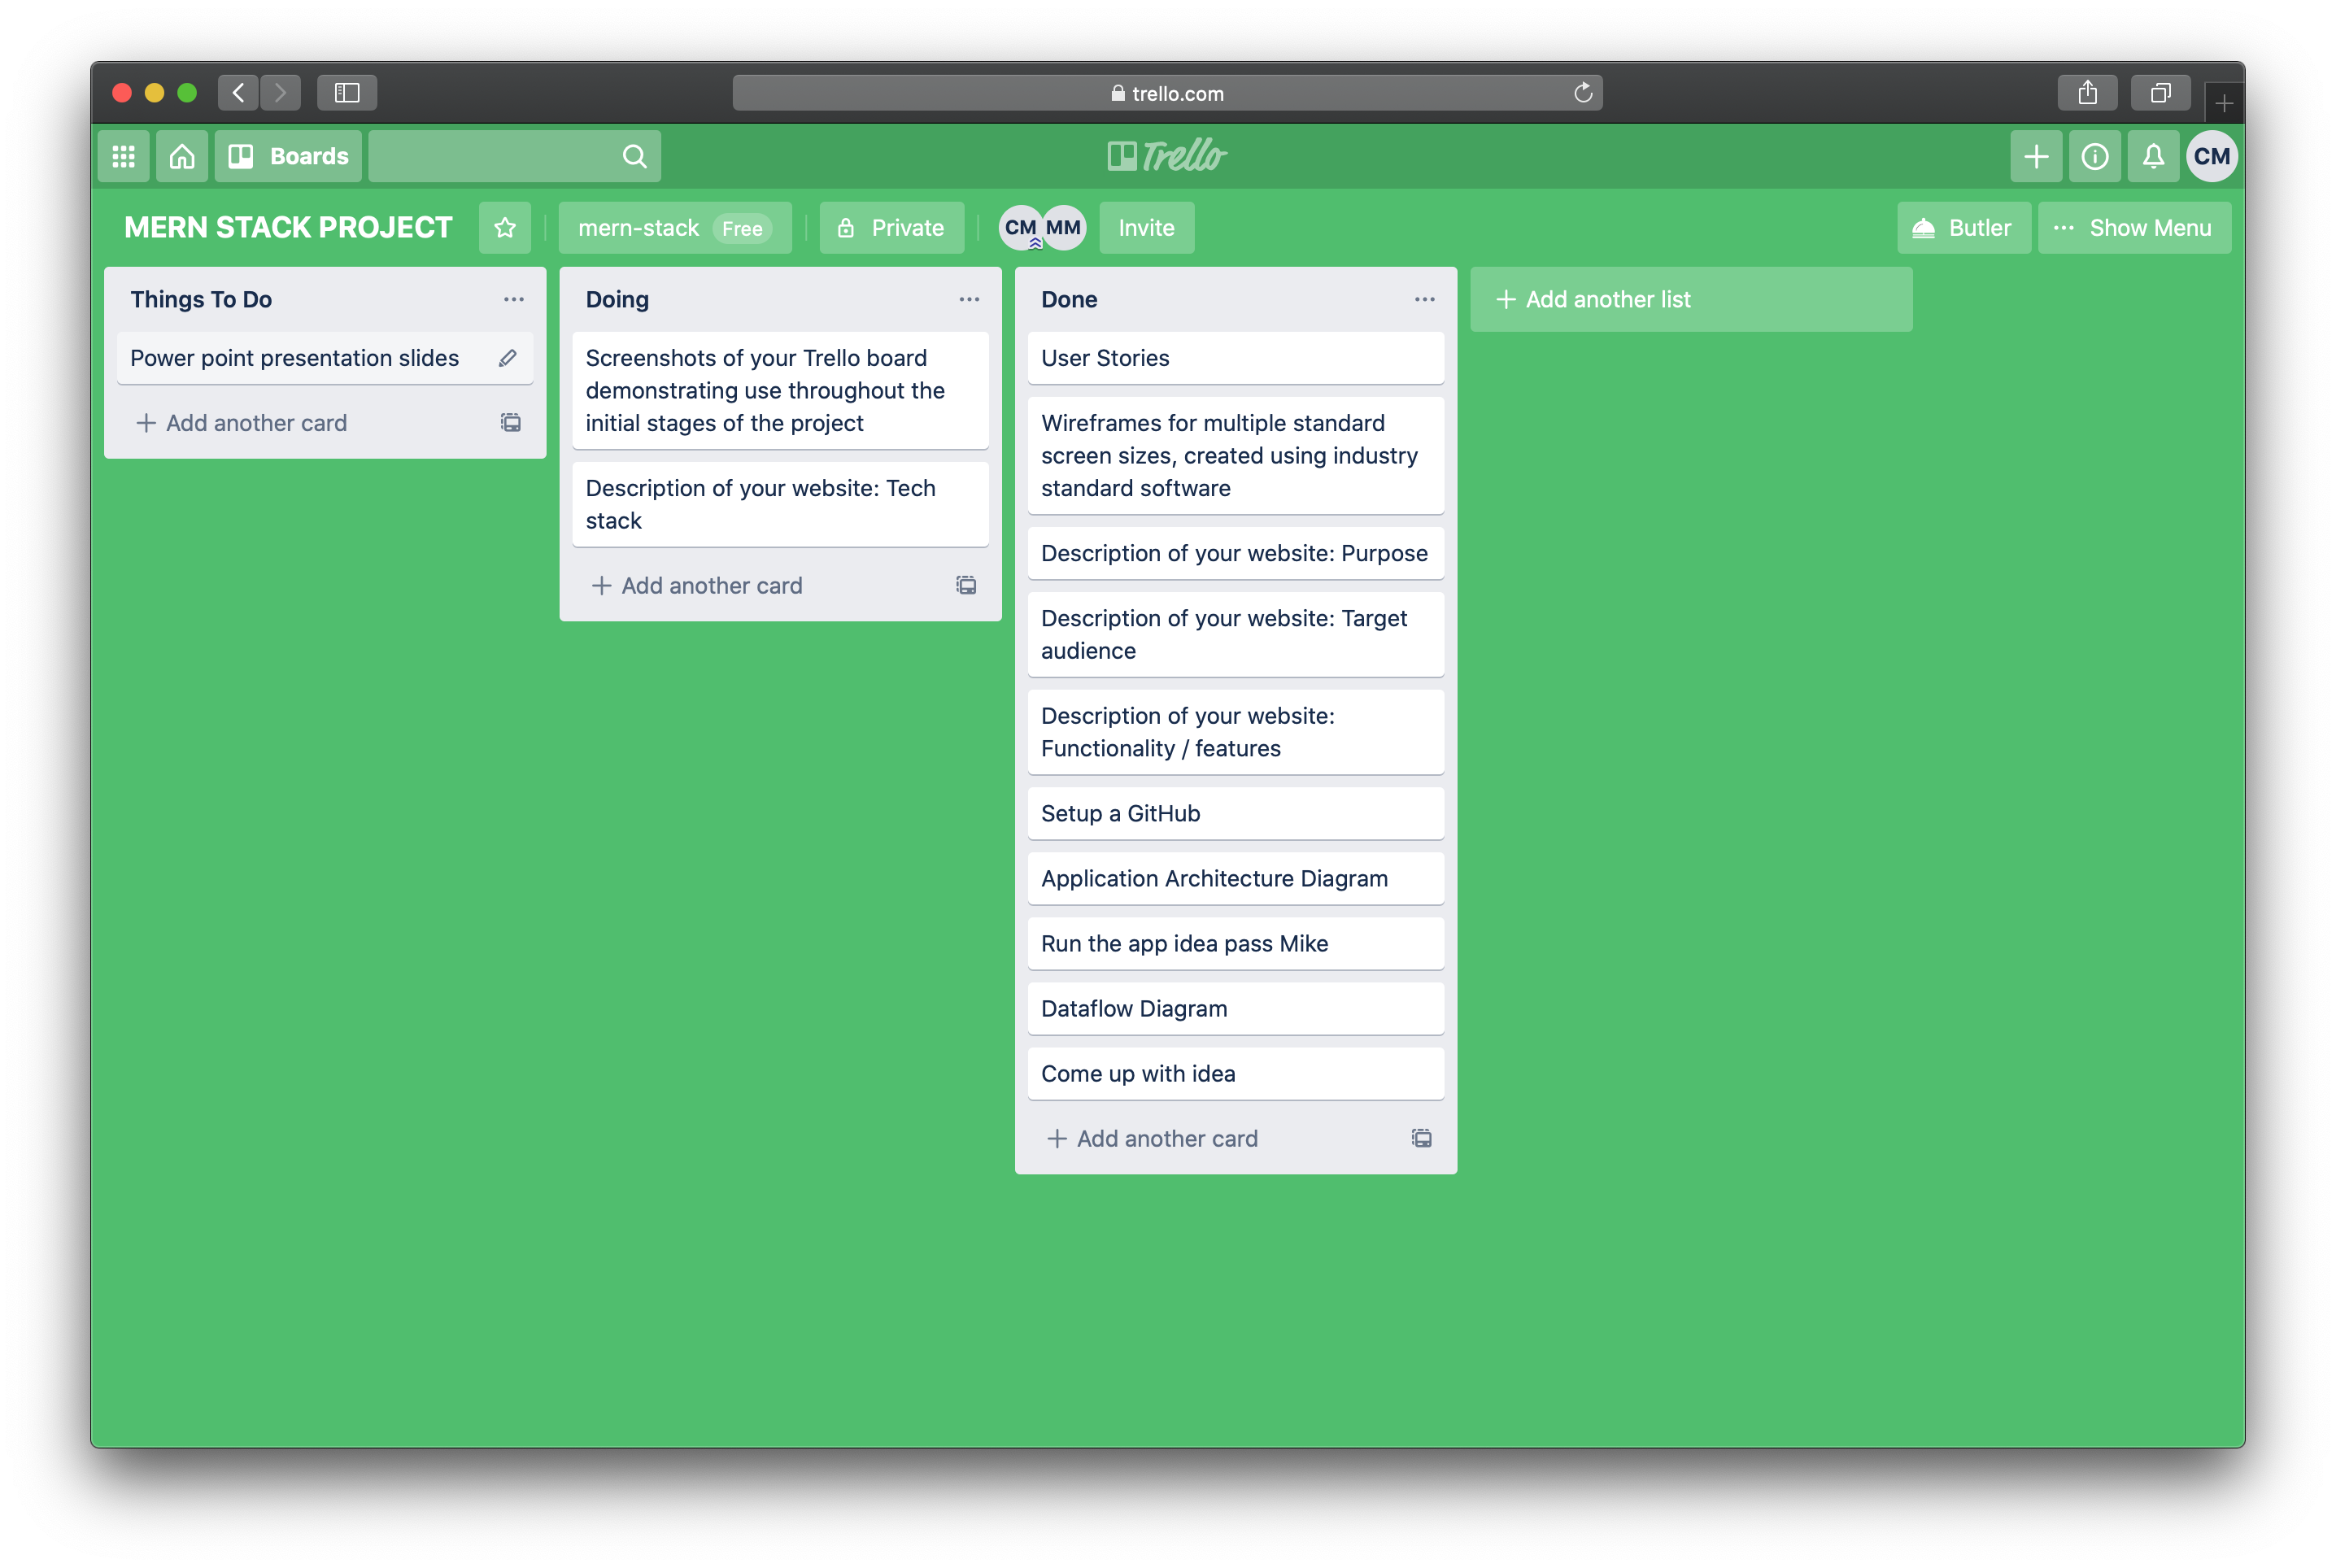 trello.com
Boards
Trello
CM
MERN STACK PROJECT
mern-stack Free
Private
CM MM
Invite
Butler
Show Menu
Things To Do
Power point presentation slides
Add another card
Doing
Screenshots of your Trello board
demonstrating use throughout the
initial stages of the project
Description of your website: Tech
stack
Add another card
Done
User Stories
Wireframes for multiple standard
screen sizes, created using industry
standard software
Description of your website: Purpose
Description of your website: Target
audience
Description of your website:
Functionality / features
Setup a GitHub
Application Architecture Diagram
Run the app idea pass Mike
Dataflow Diagram
Come up with idea
Add another card
Add another list